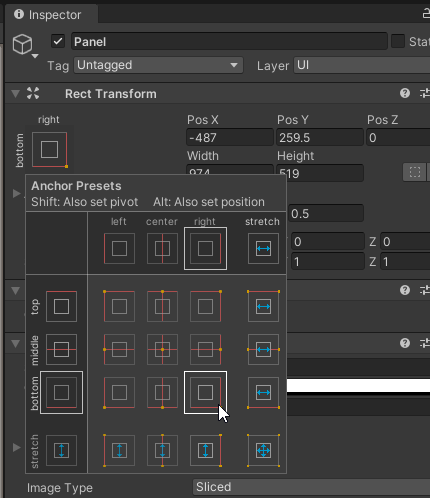 Inspector
Panel
Stat
Tag Untagged Layer UI
Rect Transform
right
bottom
Pos X Pos Y Pos Z
-487 259.5 0
Width Height
974 519
Anchor Presets
Shift: Also set pivot Alt: Also set position
0.5
left center right stretch
0 Z 0
1 Z 1
top
middle
bottom
stretch
Image Type Sliced